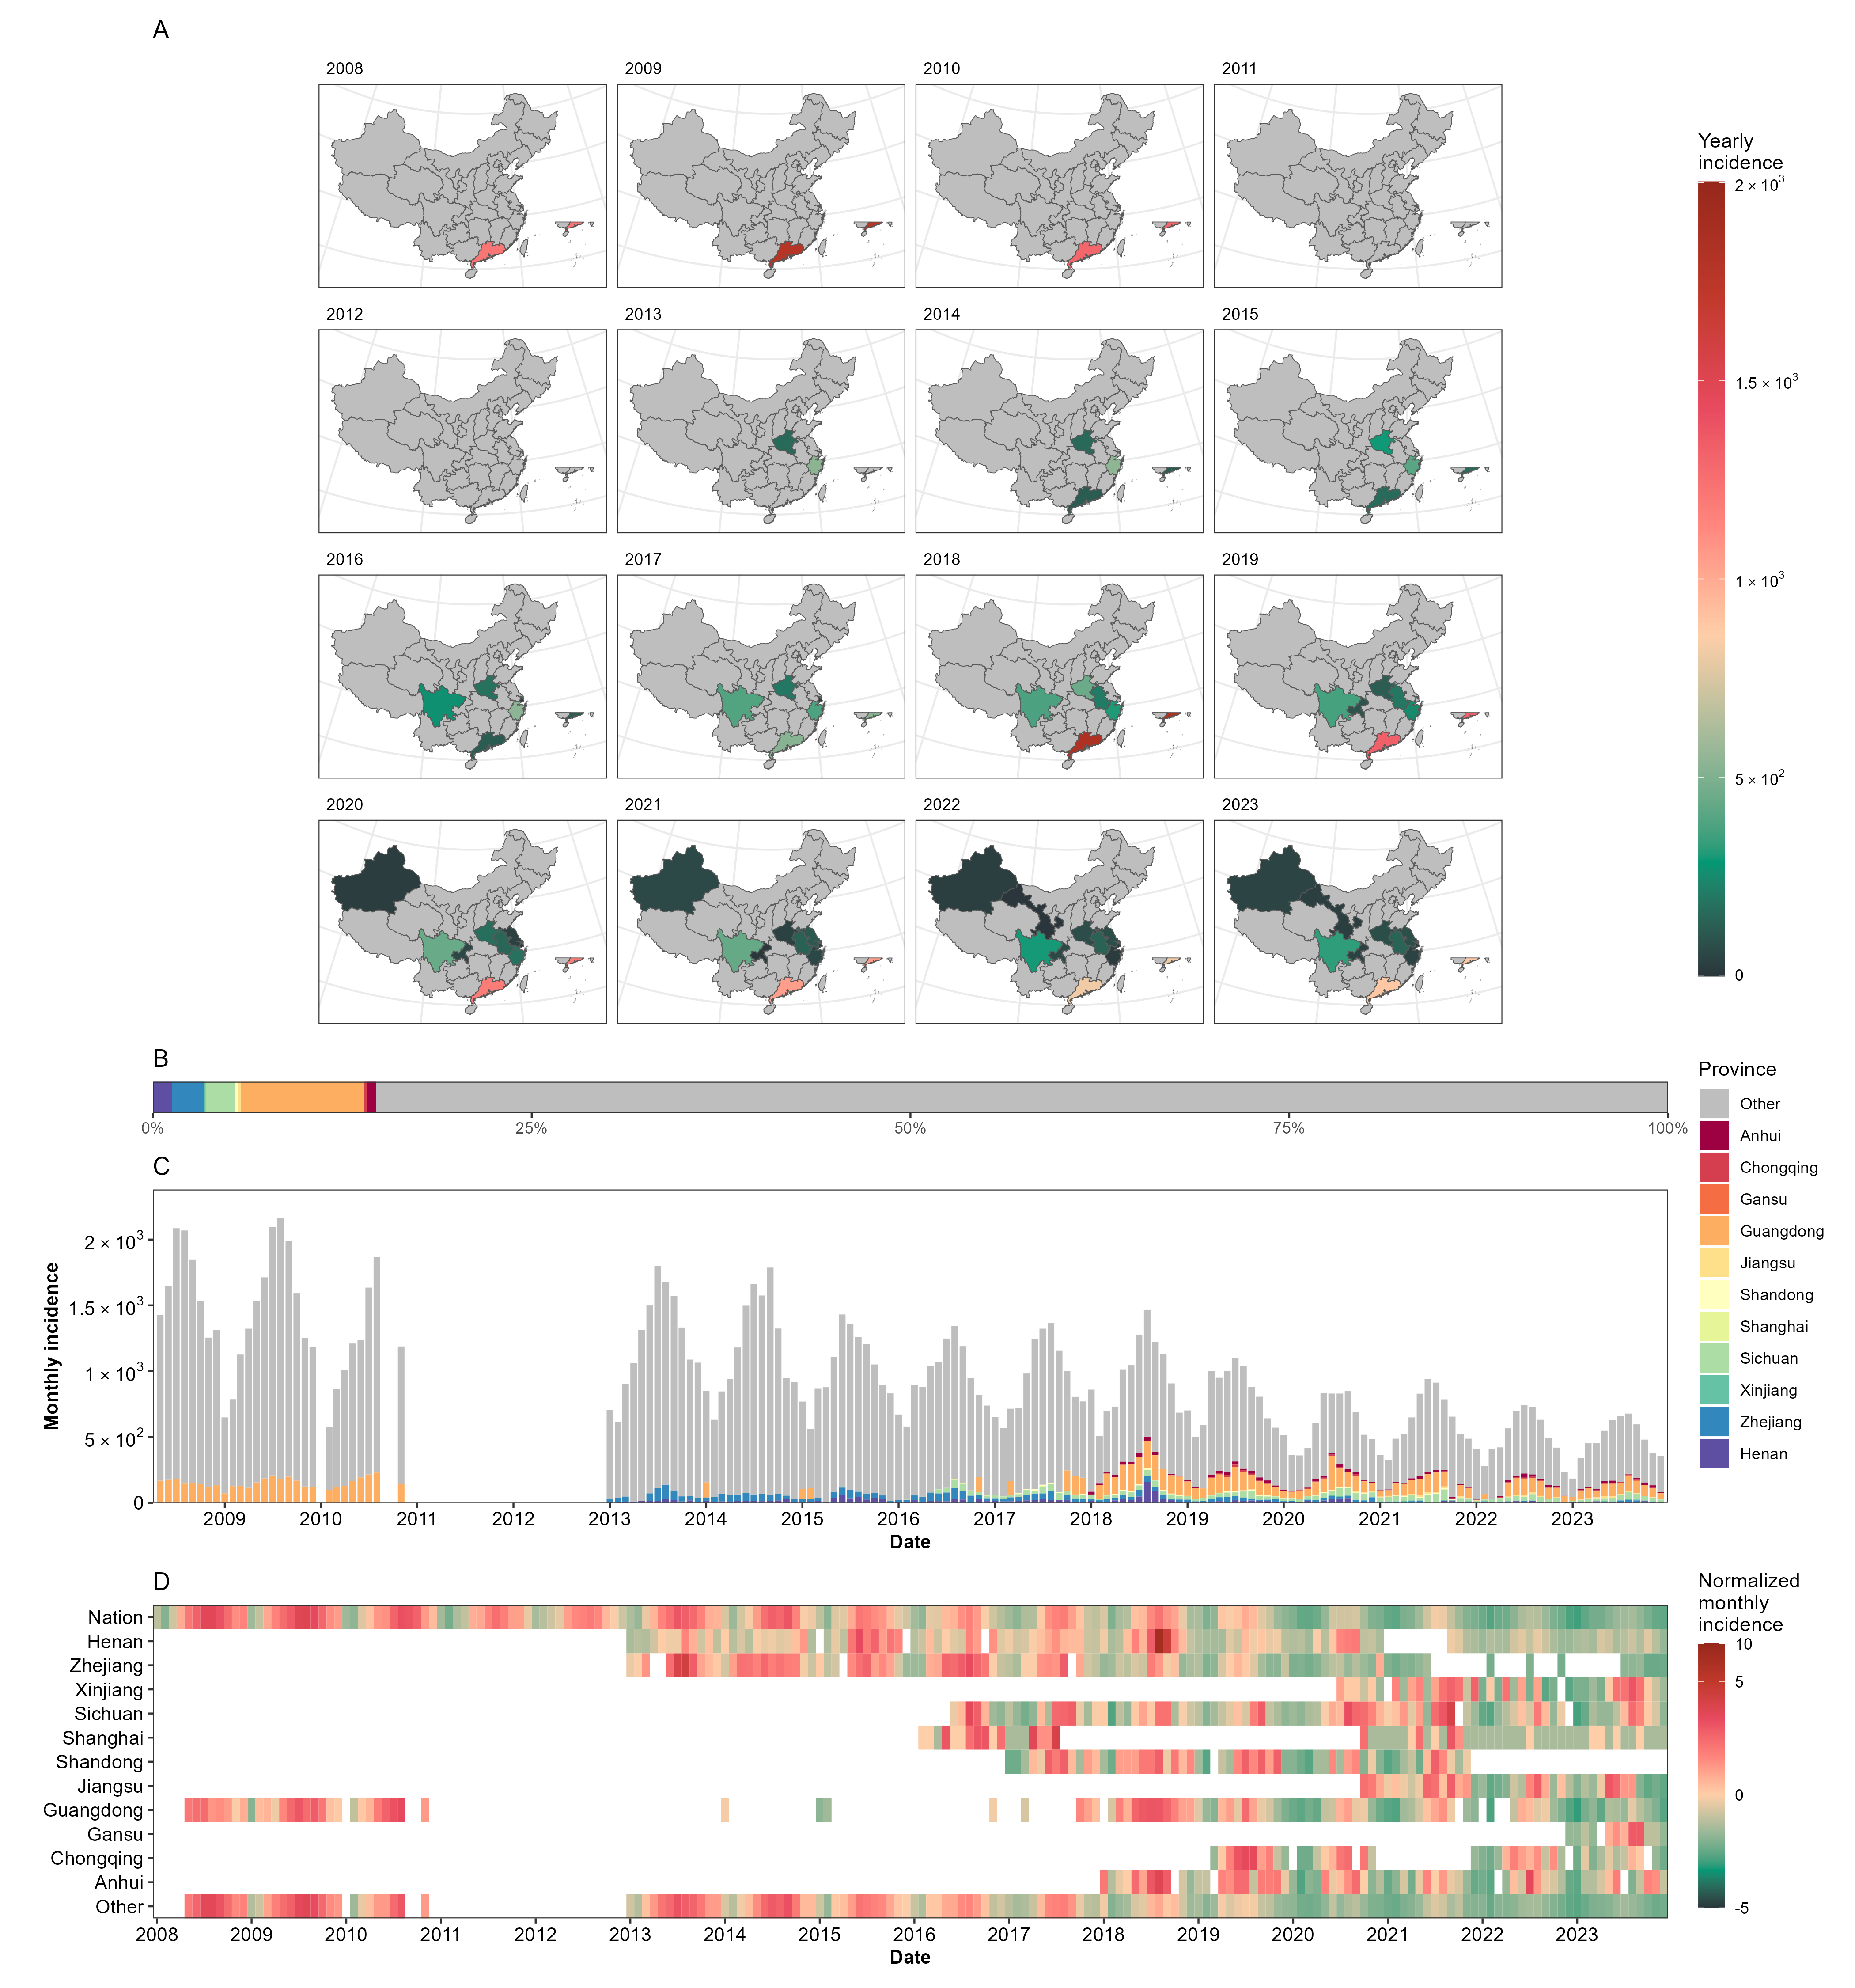 A
2008
2009
2010
2011
2012
2013
2014
2015
2016
2017
2018
2019
2020
2021
2022
2023
Yearly
incidence
2 × 10³
1.5 × 10³
1 × 10³
5 × 10²
0
B
0%
25%
50%
75%
100%
Province
Other
Anhui
Chongqing
Gansu
Guangdong
Jiangsu
Shandong
Shanghai
Sichuan
Xinjiang
Zhejiang
Henan
C
Monthly incidence
2 × 10³
1.5 × 10³
1 × 10³
5 × 10²
0
2009
2010
2011
2012
2013
2014
2015
2016
2017
2018
2019
2020
2021
2022
2023
Date
D
Nation
Henan
Zhejiang
Xinjiang
Sichuan
Shanghai
Shandong
Jiangsu
Guangdong
Gansu
Chongqing
Anhui
Other
2008
2009
2010
2011
2012
2013
2014
2015
2016
2017
2018
2019
2020
2021
2022
2023
Date
Normalized
monthly
incidence
10
5
0
-5